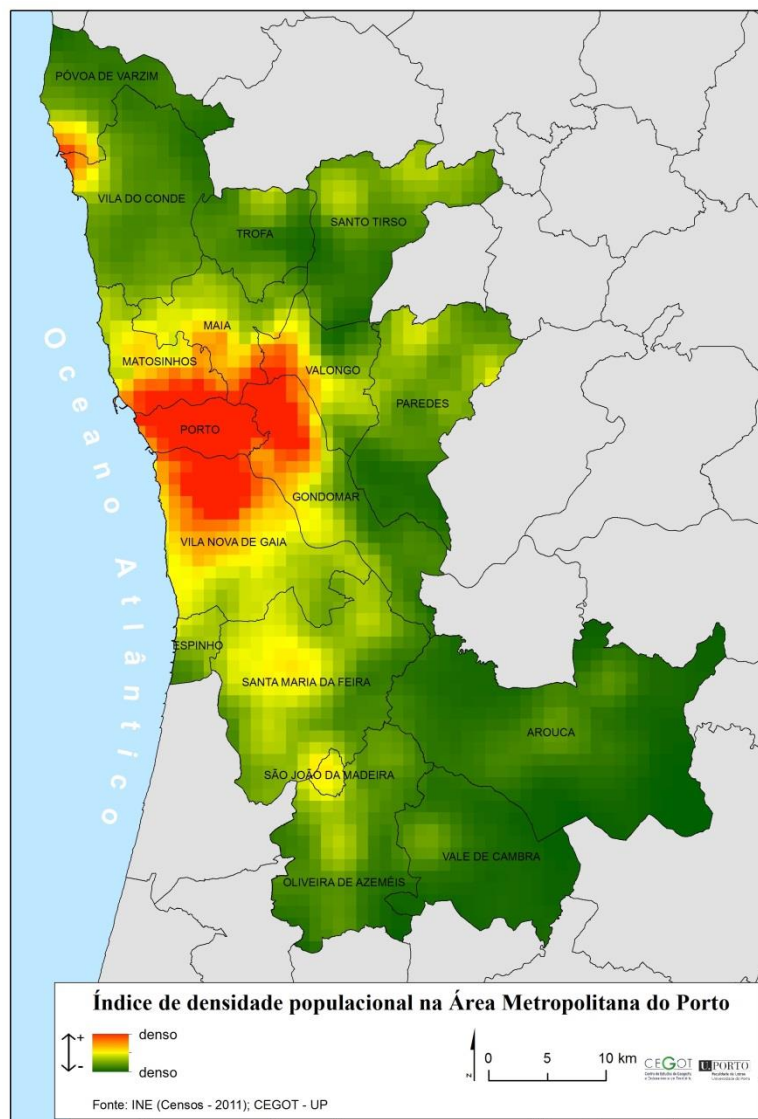 PÓVOA DE VARZIM
VILA DO CONDE
SANTO TIRSO
TROFA
MAIA
MATOSINHOS
VALONGO
PAREDES
PORTO
GONDOMAR
VILA NOVA DE GAIA
Oceano Atlântico
ESPINHO
SANTA MARIA DA FEIRA
AROUCA
SÃO JOÃO DA MADEIRA
VALE DE CAMBRA
OLIVEIRA DE AZEMÉIS
Índice de densidade populacional na Área Metropolitana do Porto
+ denso
- denso
N
0 5 10 km
CEGOT
U.PORTO
Fonte: INE (Censos - 2011); CEGOT - UP